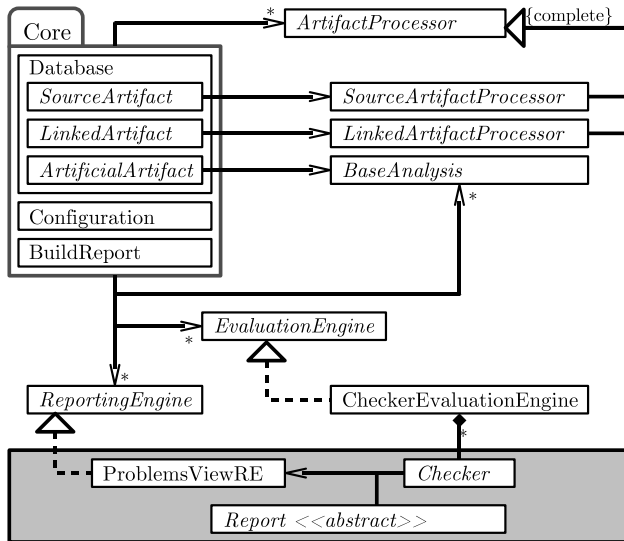 Core
* ArtifactProcessor {complete}
Database
SourceArtifact SourceArtifactProcessor
LinkedArtifact LinkedArtifactProcessor
ArtificialArtifact BaseAnalysis
*
Configuration
BuildReport
EvaluationEngine
*
*
ReportingEngine CheckerEvaluationEngine
*
ProblemsViewRE Checker
Report <<abstract>>